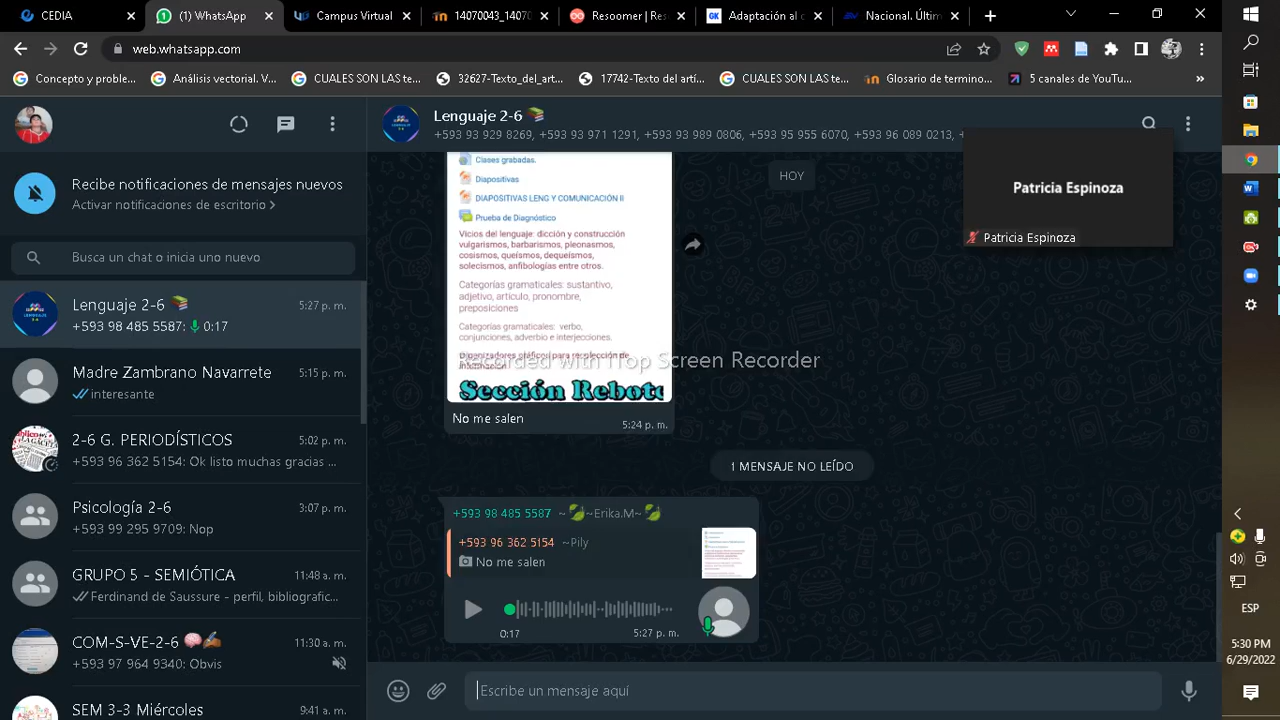 CEDIA
(1) WhatsApp
Campus Virtual
14070043_1407(
Resoomer | Res
Adaptación al c
Nacional. Últim
web.whatsapp.com
Concepto y proble...
Análisis vectorial. V...
CUALES SON LAS te...
32627-Texto_del_art...
17742-Texto del artí...
CUALES SON LAS te...
Glosario de termino...
5 canales de YouTu...
Lenguaje 2-6
+593 93 929 8269, +593 93 971 1291, +593 93 989 0806, +593 95 955 6070, +593 96 08
Patricia Espinoza
Espinoza
HOY
Clases grabadas.
Diapositivas
DIAPOSITIVAS LENG Y COMUNICACIÓN II
Prueba de Diagnóstico
Vicios del lenguaje: dicción y construcción
vulgarismos, barbarismos, pleonasmos,
cosismos, queísmos, dequeísmos,
solecismos, anfibologías entre otros.
Categorías gramaticales: sustantivo,
adjetivo, artículo, pronombre,
preposiciones
Categorías gramaticales: verbo,
conjunciones, adverbio e interjecciones.
Organizadores gráficos para recolección de
Recorded with iTop Screen Recorder
No me salen
5:24 p. m.
1 MENSAJE NO LEÍDO
+593 98 485 5587 ~ ~Erika.M~
+593 96 362 5154 ~Pily
No me salen
0:17
5:27 p. m.
Escribe un mensaje aquí
Recibe notificaciones de mensajes nuevos
Activar notificaciones de escritorio >
Busca un chat o inicia uno nuevo.
Lenguaje 2-6
5:27 p. m.
+593 98 485 5587: 0:17
Madre Zambrano Navarrete
5:15 p. m.
interesante
2-6 G. PERIODÍSTICOS
5:02 p. m.
+593 96 362 5154: Ok listo muchas gracias ...
Psicología 2-6
3:07 p. m.
+593 99 295 9709: Nop
1:48 a. m.
Ferdinand de Saussure - perfil, bibliografic...
COM-S-VE-2-6
11:30 a. m.
+593 97 964 9340: Obvis
SEM 3-3 Miércoles
9:41 a. m.
ESP
5:30 PM
6/29/2022